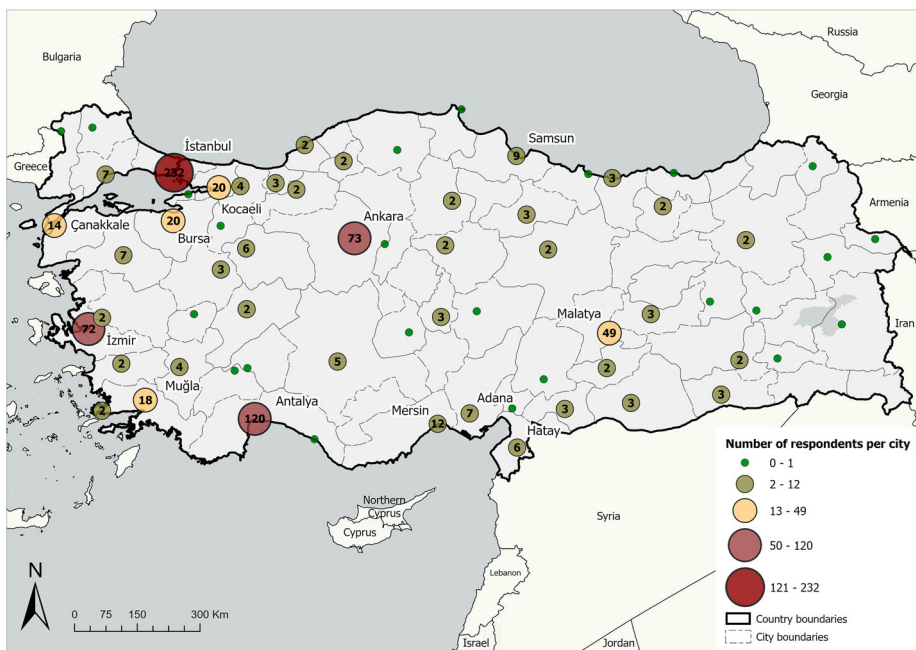 Russia
Bulgaria
Georgia
İstanbul
Samsun
2
9
Greece
2
7
232
20
4
3
2
3
Kocaeli
2
2
Armenia
14
Çanakkale
20
Bursa
Ankara
73
3
2
7
6
2
2
3
2
72
2
İzmir
3
Malatya
49
3
Iran
2
4
5
2
2
Muğla
18
2
Antalya
120
Mersin
12
Adana
7
3
3
3
Hatay
6
Number of respondents per city
0 - 1
2 - 12
13 - 49
50 - 120
121 - 232
Country boundaries
City boundaries
Northern
Cyprus
Cyprus
Syria
Lebanon
Israel
Jordan
N
0 75 150 300 Km